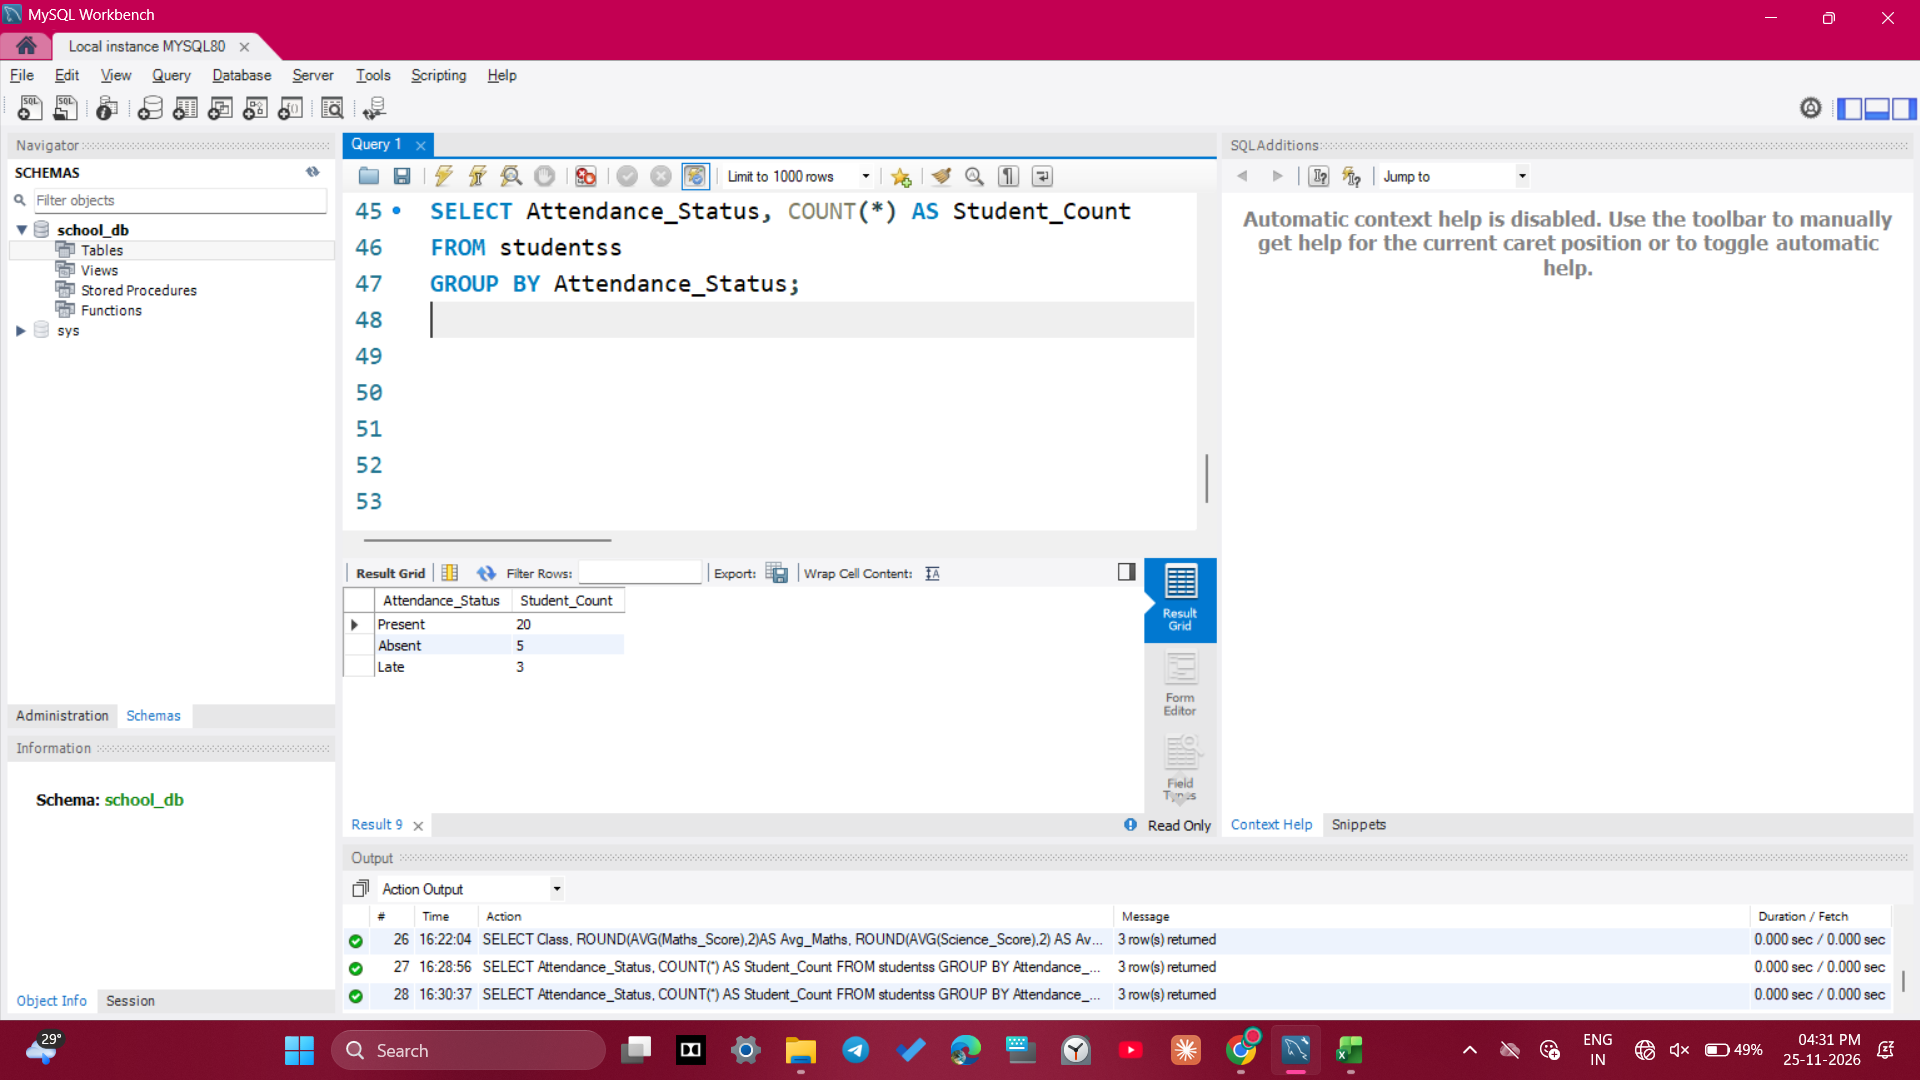 MySQL Workbench
Local instance MYSQL80
File Edit View Query Database Server Tools Scripting Help
Navigator
SCHEMAS
Filter objects
school_db
Tables
Views
Stored Procedures
Functions
sys
Administration Schemas
Information
Schema: school_db
Object Info Session
Query 1
Limit to 1000 rows
45 SELECT Attendance_Status, COUNT(*) AS Student_Count
46 FROM studentss
47 GROUP BY Attendance_Status;
48
49
50
51
52
53
Result Grid Filter Rows: Export: Wrap Cell Content:
Attendance_Status Student_Count
Present 20
Absent 5
Late 3
Result Grid
Form Editor
Field Types
Result 9 Read Only
SQLAdditions
Jump to
Automatic context help is disabled. Use the toolbar to manually
get help for the current caret position or to toggle automatic
help.
Context Help Snippets
Output
Action Output
# Time Action Message Duration / Fetch
26 16:22:04 SELECT Class, ROUND(AVG(Maths_Score),2)AS Avg_Maths, ROUND(AVG(Science_Score),2) AS Av... 3 row(s) returned 0.000 sec / 0.000 sec
27 16:28:56 SELECT Attendance_Status, COUNT(*) AS Student_Count FROM studentss GROUP BY Attendance_... 3 row(s) returned 0.000 sec / 0.000 sec
28 16:30:37 SELECT Attendance_Status, COUNT(*) AS Student_Count FROM studentss GROUP BY Attendance_... 3 row(s) returned 0.000 sec / 0.000 sec
29°
Search
ENG
IN
49%
04:31 PM
25-11-2026